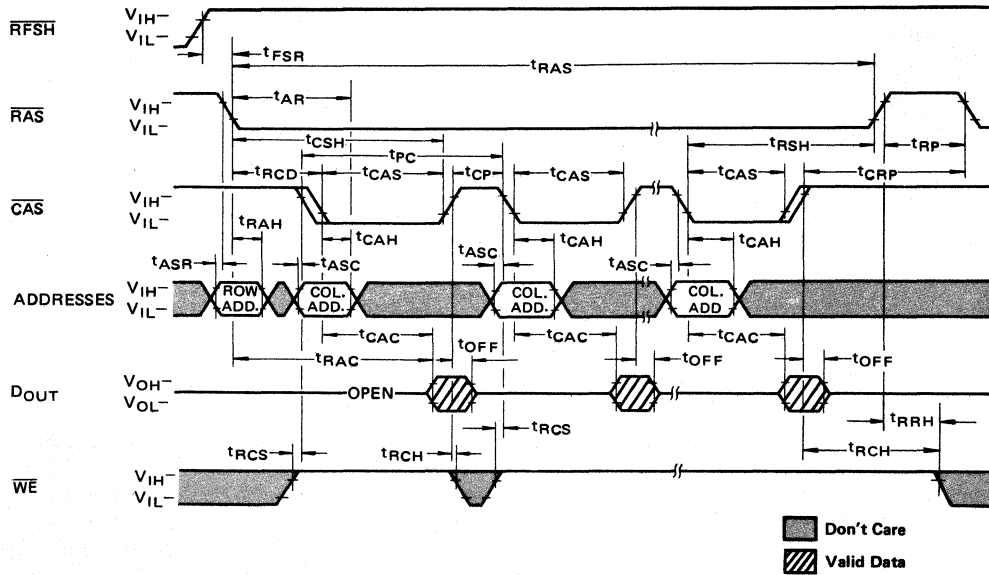 RFSH
VIH–
VIL–
tFSR
tRAS
tAR
RAS
VIH–
VIL–
tCSH
tPC
tRSH
tRP
tRCD
tCAS
tCP
tCAS
tCAS
tCRP
CAS
VIH–
VIL–
tRAH
tCAH
tCAH
tCAH
tASR
tASC
tASC
tASC
ADDRESSES
VIH–
VIL–
ROW ADD.
COL. ADD.
COL. ADD.
COL. ADD
tCAC
tCAC
tCAC
tRAC
tOFF
tOFF
tOFF
DOUT
VOH–
VOL–
OPEN
tRCS
tRRH
tRCS
tRCH
tRCH
WE
VIH–
VIL–
Don't Care
Valid Data